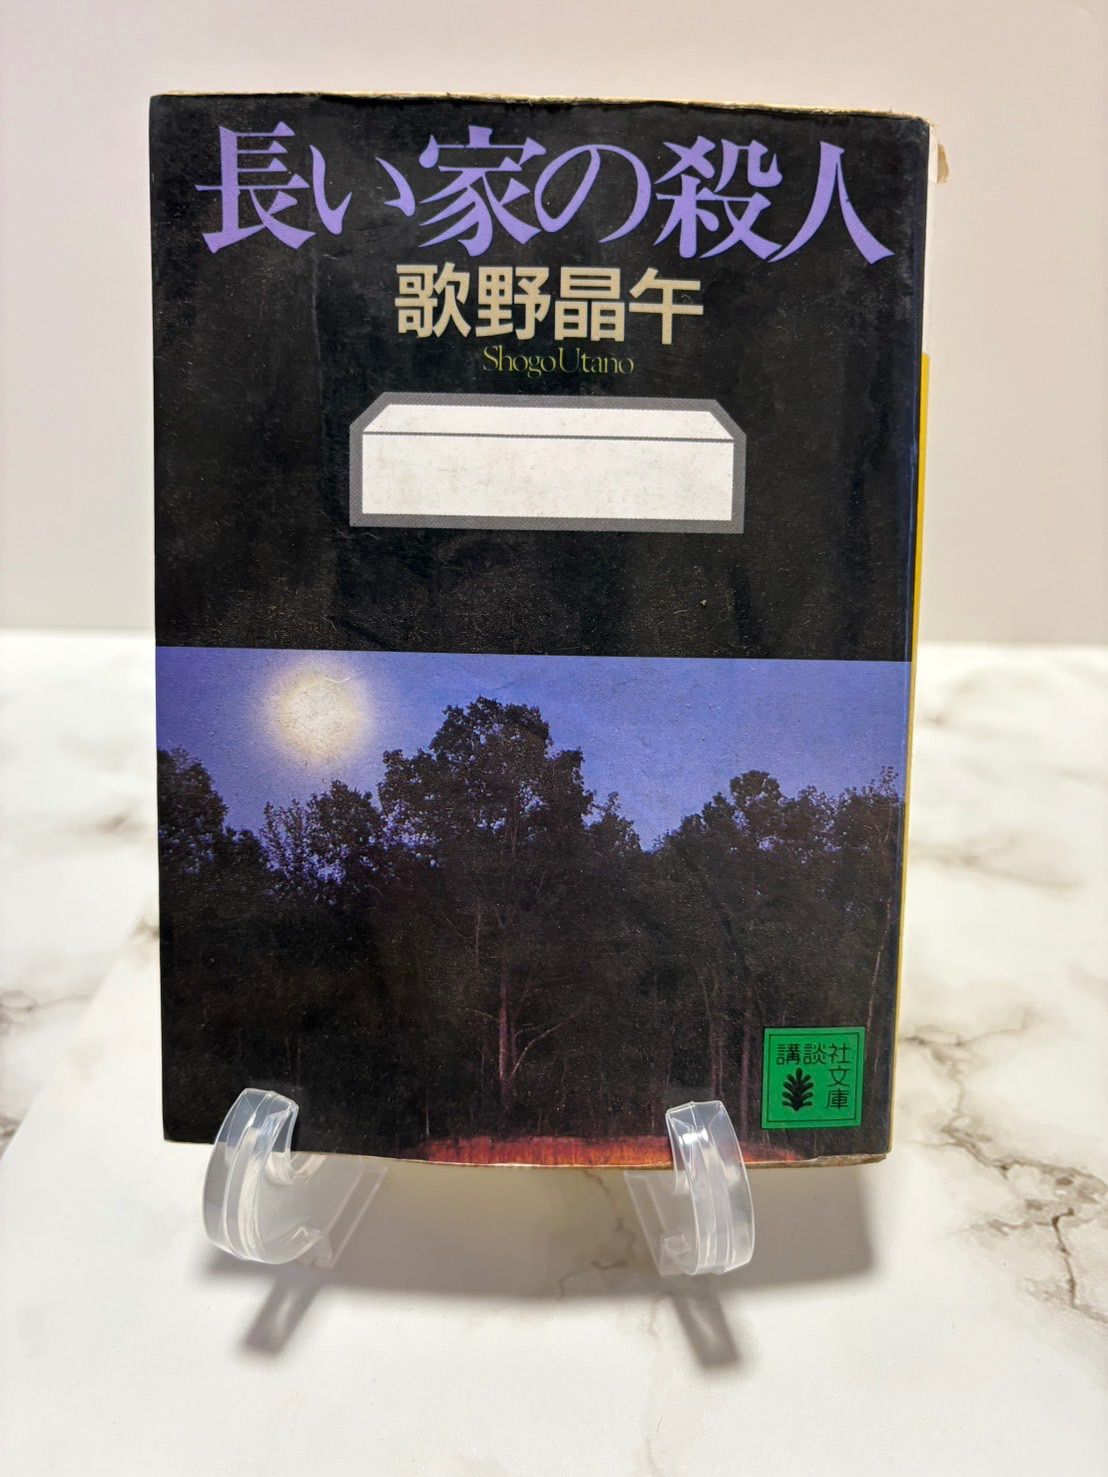 長い家の殺人
歌野晶午
Shogo Utano
講談社文庫